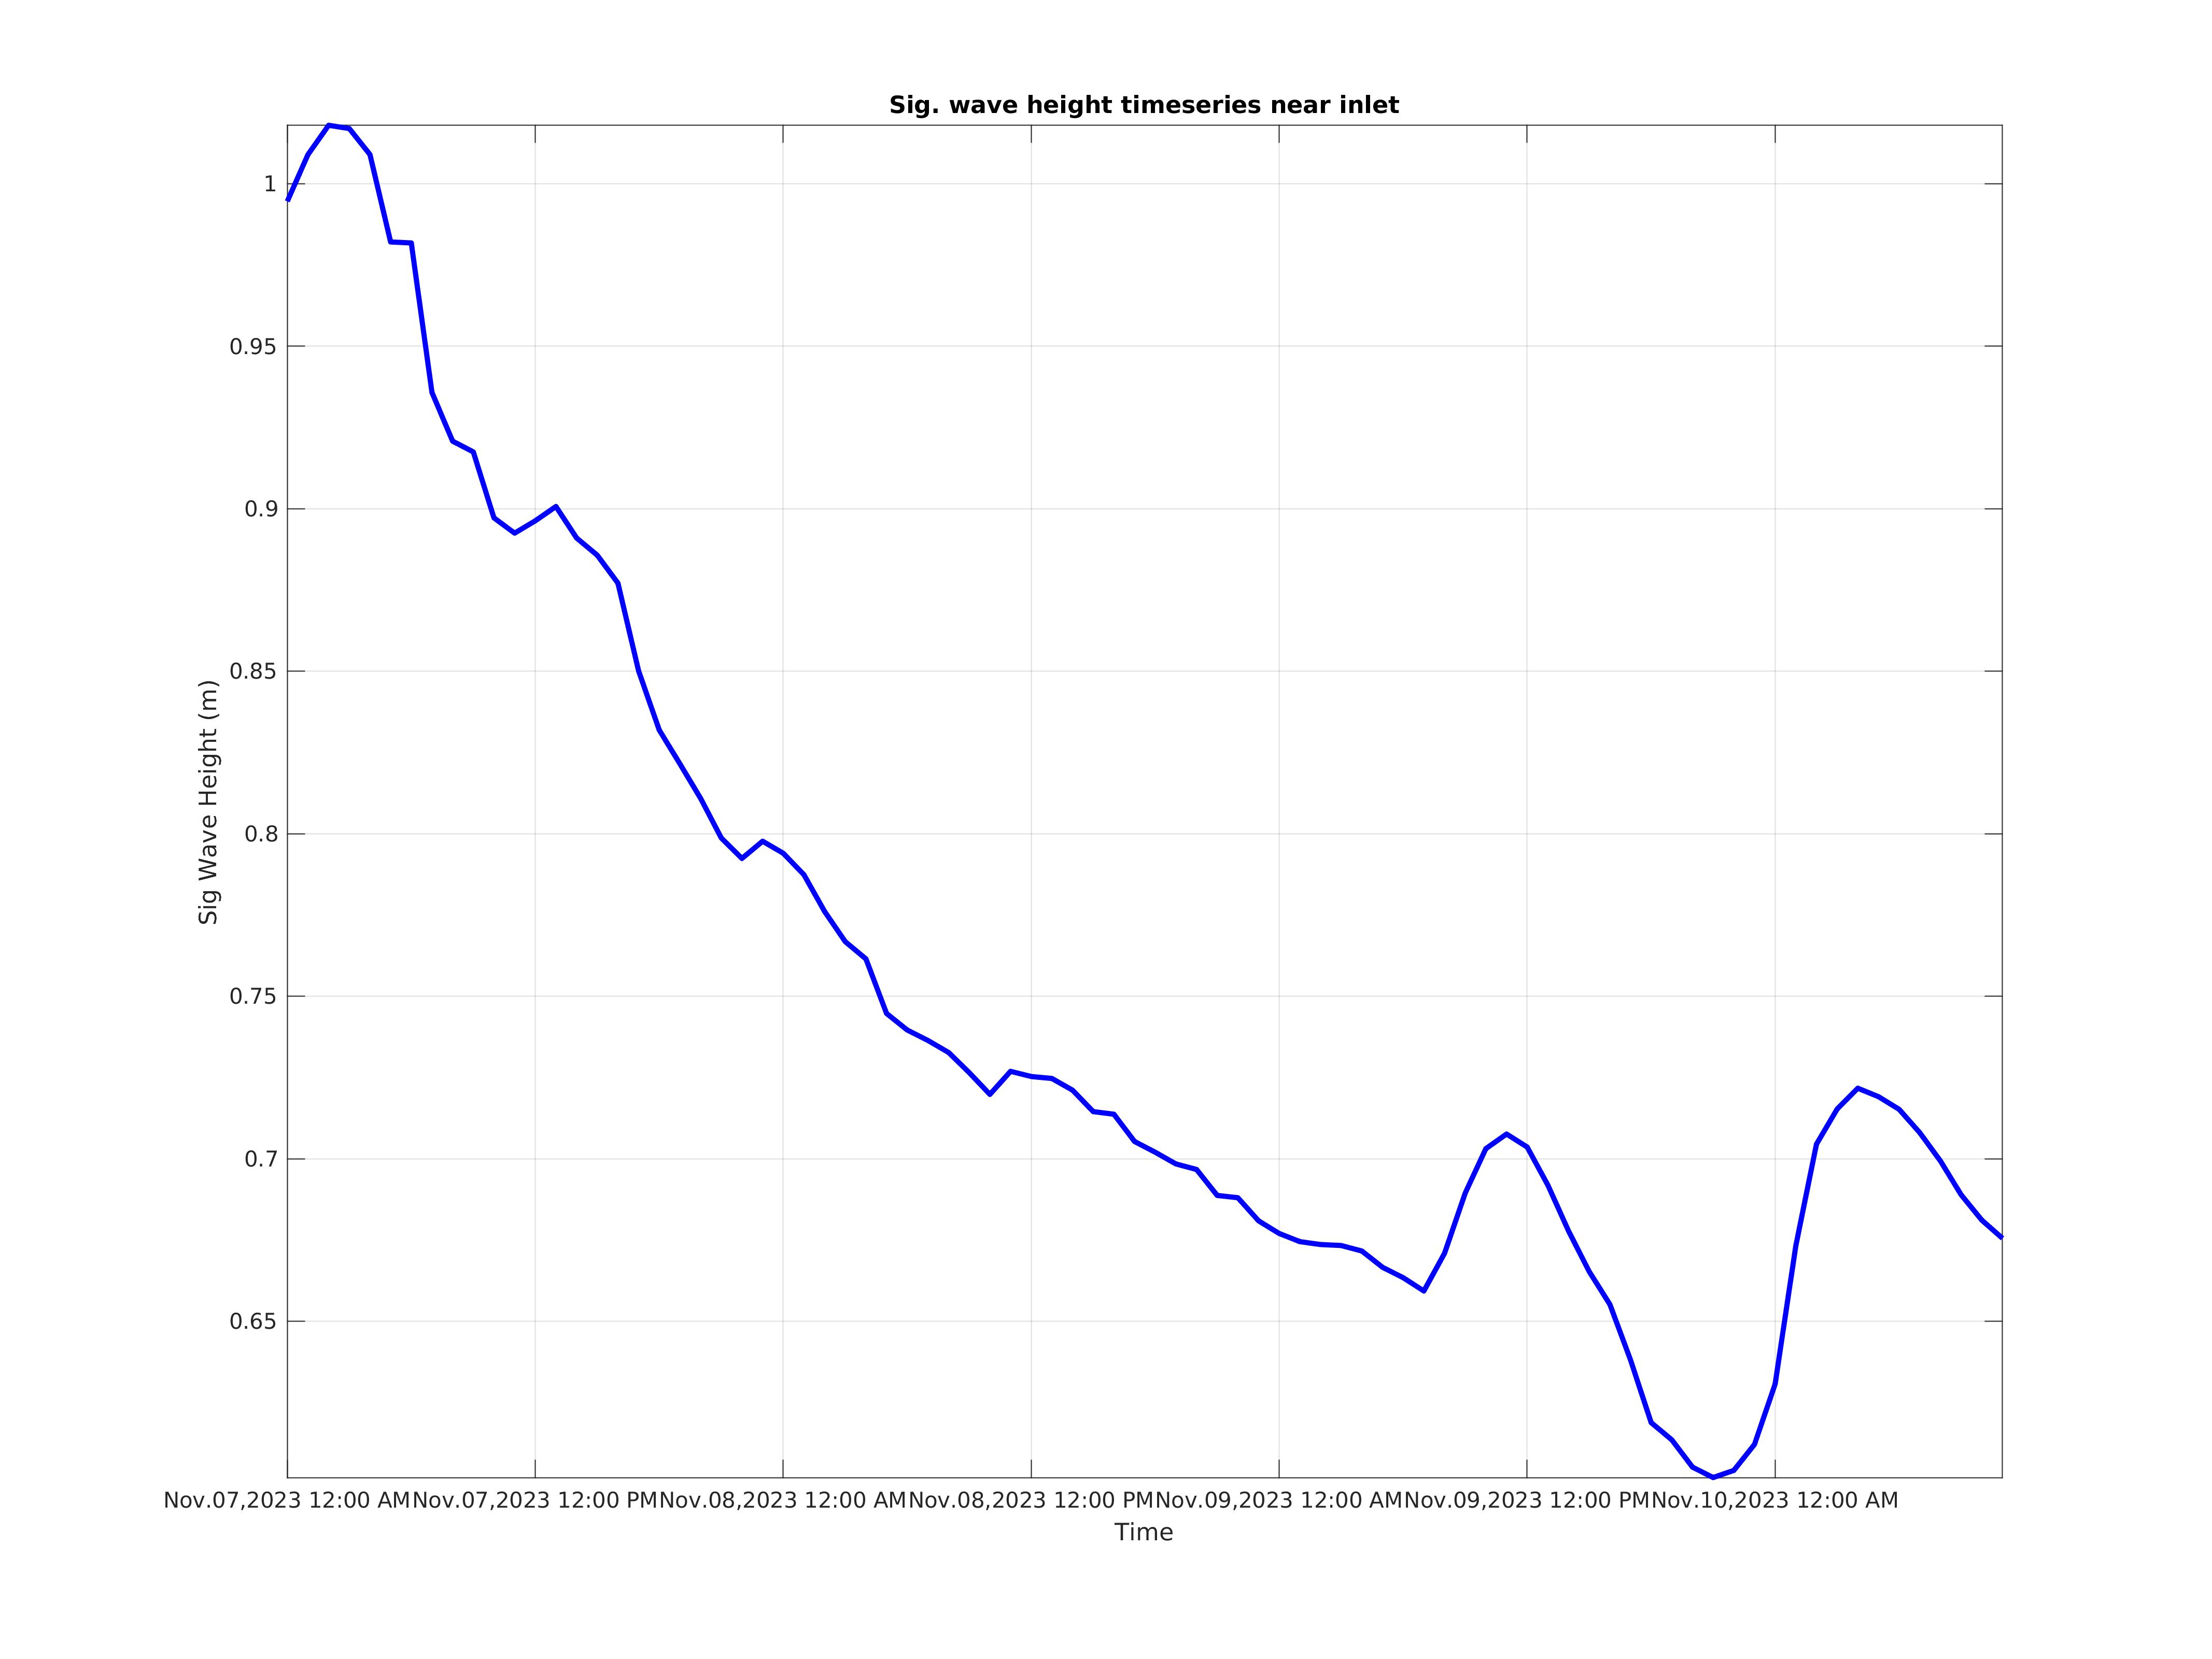 Sig. wave height timeseries near inlet
1
0.95
0.9
0.85
0.8
0.75
0.7
0.65
Sig Wave Height (m)
Nov.07,2023 12:00 AM Nov.07,2023 12:00 PM Nov.08,2023 12:00 AM Nov.08,2023 12:00 PM Nov.09,2023 12:00 AM Nov.09,2023 12:00 PM Nov.10,2023 12:00 AM
Time